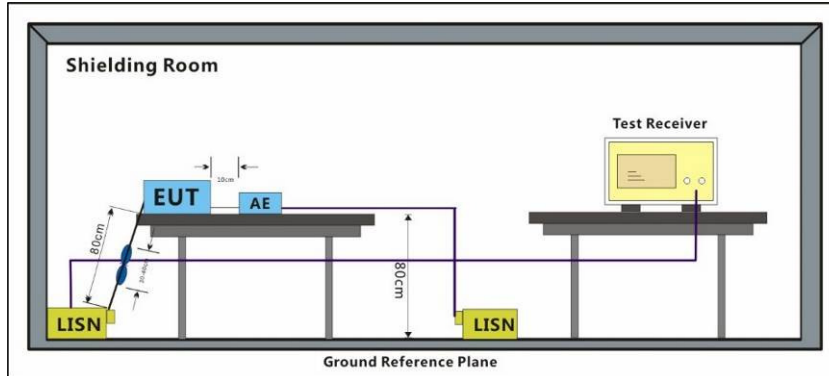 Shielding Room
Test Receiver
10cm
EUT
AE
80cm
80cm
LISN
LISN
Ground Reference Plane